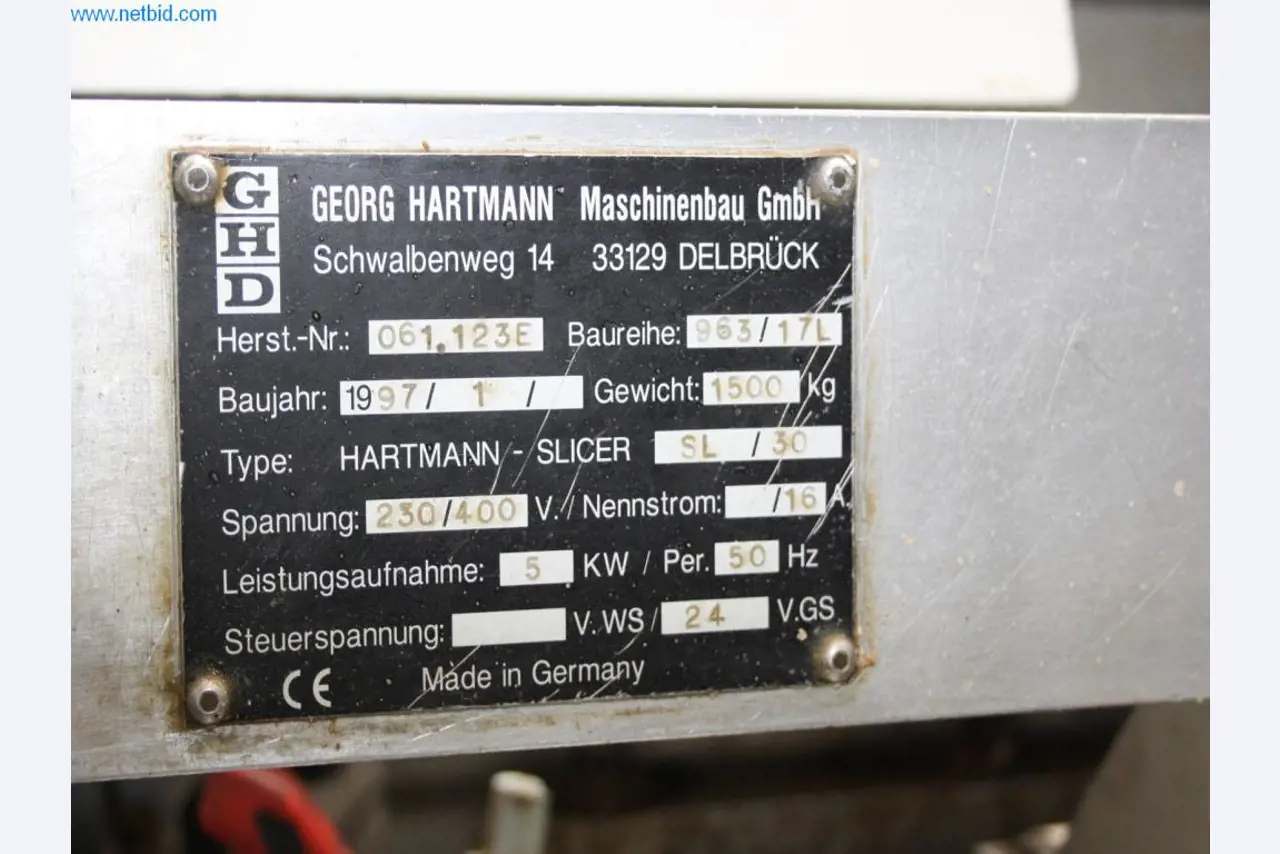 www.netbid.com
GHD
GEORG HARTMANN Maschinenbau GmbH
Schwalbenweg 14 33129 DELBRÜCK
Herst.-Nr.: 061.123E Baureihe: 963/17L
Baujahr: 1997/ 1 / Gewicht: 1500 kg
Type: HARTMANN - SLICER SL / 30
Spannung: 230/400 V. / Nennstrom: /16 A.
Leistungsaufnahme: 5 KW / Per. 50 Hz
Steuerspannung: V.WS / 24 V.GS
CE Made in Germany